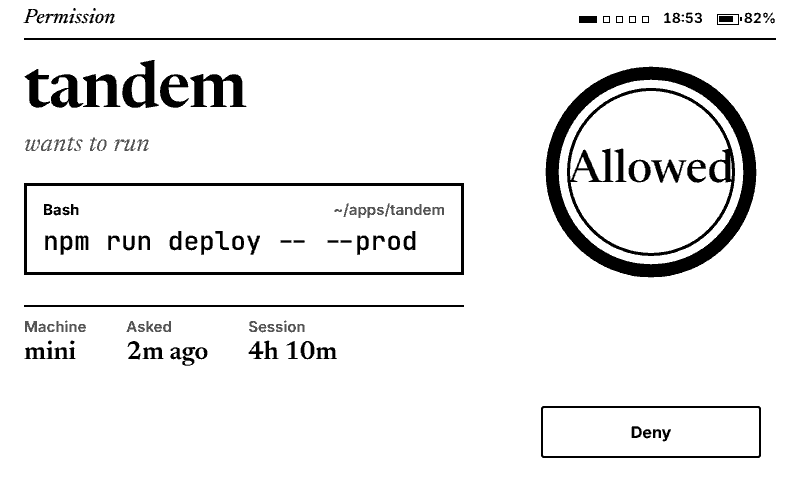 Permission
18:53 82%
tandem
wants to run
Bash ~/apps/tandem
npm run deploy -- --prod
Machine Asked Session
mini 2m ago 4h 10m
Allowed
Deny